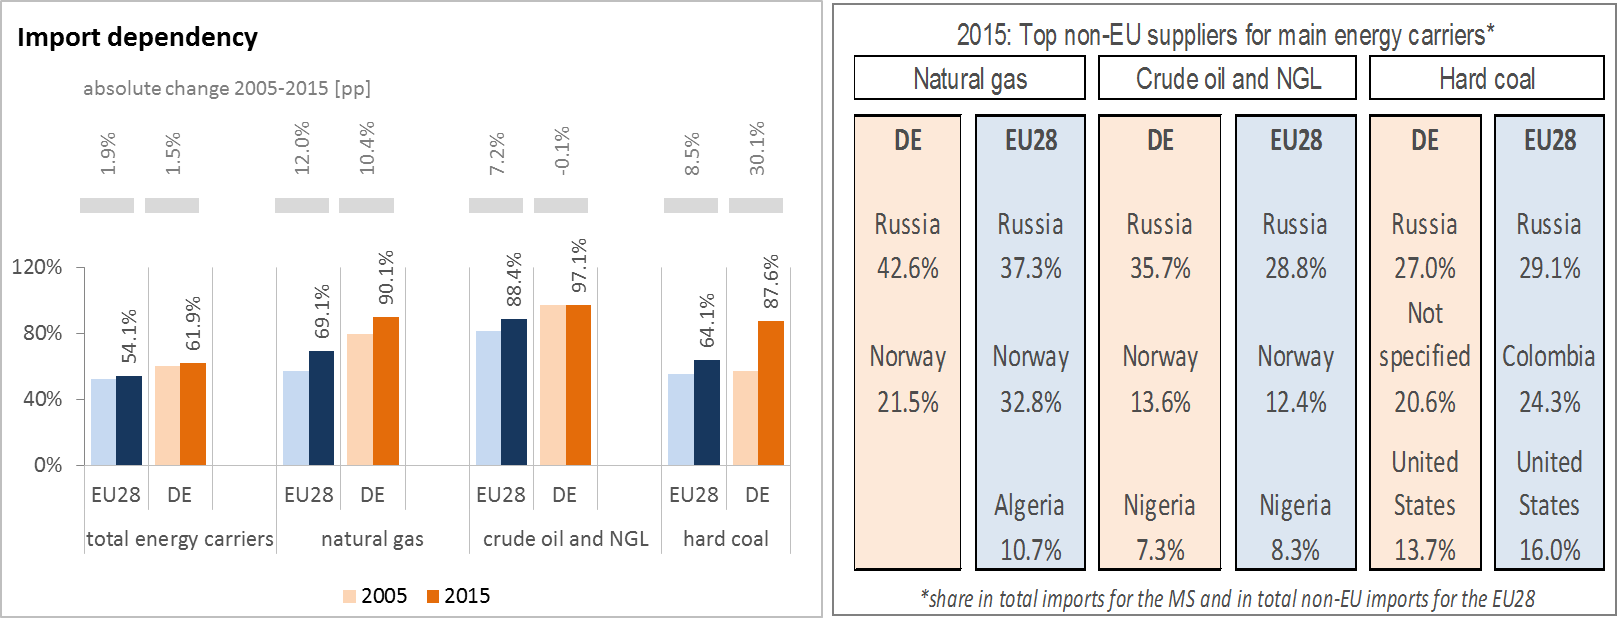 Import dependency
absolute change 2005-2015 [pp]
1.9% 1.5% 12.0% 10.4% 7.2% -0.1% 8.5% 30.1%
120%
80%
40%
0%
54.1% 61.9% 69.1% 90.1% 88.4% 97.1% 64.1% 87.6%
EU28 DE EU28 DE EU28 DE EU28 DE
total energy carriers natural gas crude oil and NGL hard coal
2005 2015
2015: Top non-EU suppliers for main energy carriers*
Natural gas Crude oil and NGL Hard coal
DE EU28 DE EU28 DE EU28
Russia Russia Russia Russia Russia Russia
42.6% 37.3% 35.7% 28.8% 27.0% 29.1%
Not
Norway Norway Norway Norway specified Colombia
21.5% 32.8% 13.6% 12.4% 20.6% 24.3%
United United
Algeria Nigeria Nigeria States States
10.7% 7.3% 8.3% 13.7% 16.0%
*share in total imports for the MS and in total non-EU imports for the EU28